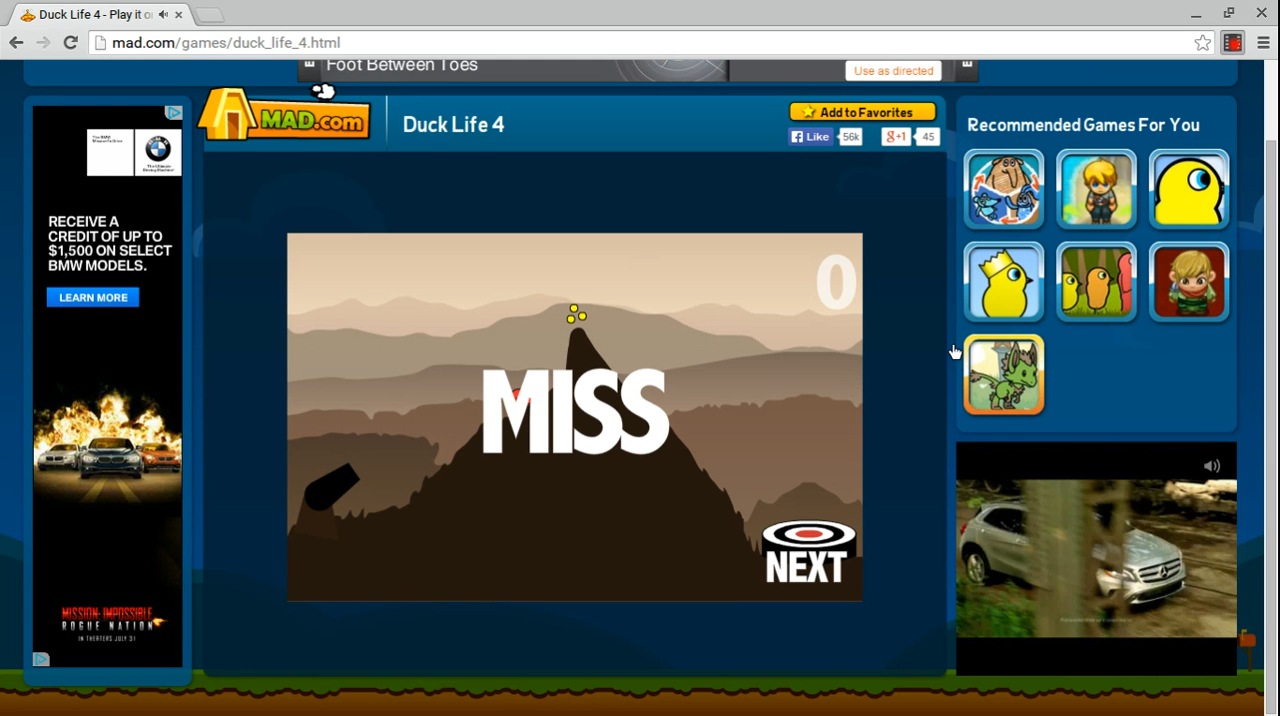 Duck Life 4 - Play it o
mad.com/games/duck_life_4.html
Foot Between Toes
Use as directed
MAD.com
Duck Life 4
Add to Favorites
Like 56k
+1 45
Recommended Games For You
RECEIVE A
CREDIT OF UP TO
$1,500 ON SELECT
BMW MODELS.
LEARN MORE
MISSION: IMPOSSIBLE
ROGUE NATION
IN THEATERS JULY 31
0
MISS
NEXT